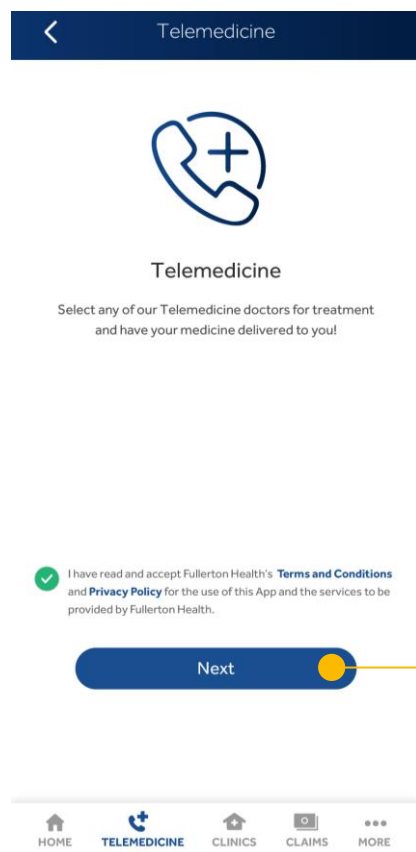 Telemedicine
Telemedicine
Select any of our Telemedicine doctors for treatment
and have your medicine delivered to you!
I have read and accept Fullerton Health's Terms and Conditions
and Privacy Policy for the use of this App and the services to be
provided by Fullerton Health.
Next
HOME TELEMEDICINE CLINICS CLAIMS MORE